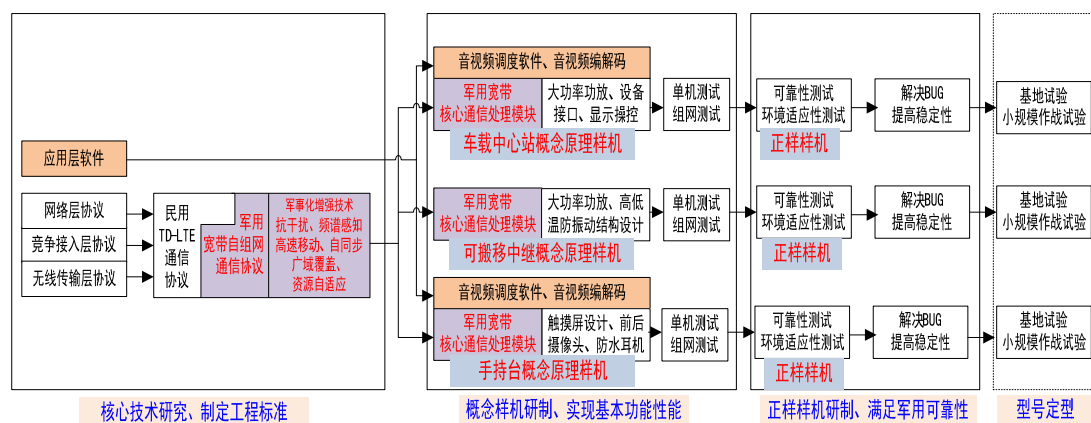 应用层软件
网络层协议
竞争接入层协议
无线传输层协议
民用
TD-LTE
通信
协议
军用
宽带自组网
通信协议
军事化增强技术
抗干扰、频谱感知
高速移动、自同步
广域覆盖、
资源自适应
核心技术研究、制定工程标准
音视频调度软件、音视频编解码
军用宽带
核心通信处理模块
大功率功放、设备
接口、显示操控
车载中心站概念原理样机
单机测试
组网测试
军用宽带
核心通信处理模块
大功率功放、高低
温防振动结构设计
可搬移中继概念原理样机
单机测试
组网测试
音视频调度软件、音视频编解码
军用宽带
核心通信处理模块
触摸屏设计、前后
摄像头、防水耳机
手持台概念原理样机
单机测试
组网测试
概念样机研制、实现基本功能性能
可靠性测试
环境适应性测试
正样样机
解决BUG
提高稳定性
可靠性测试
环境适应性测试
正样样机
解决BUG
提高稳定性
可靠性测试
环境适应性测试
正样样机
解决BUG
提高稳定性
正样样机研制、满足军用可靠性
基地试验
小规模作战试验
基地试验
小规模作战试验
基地试验
小规模作战试验
型号定型